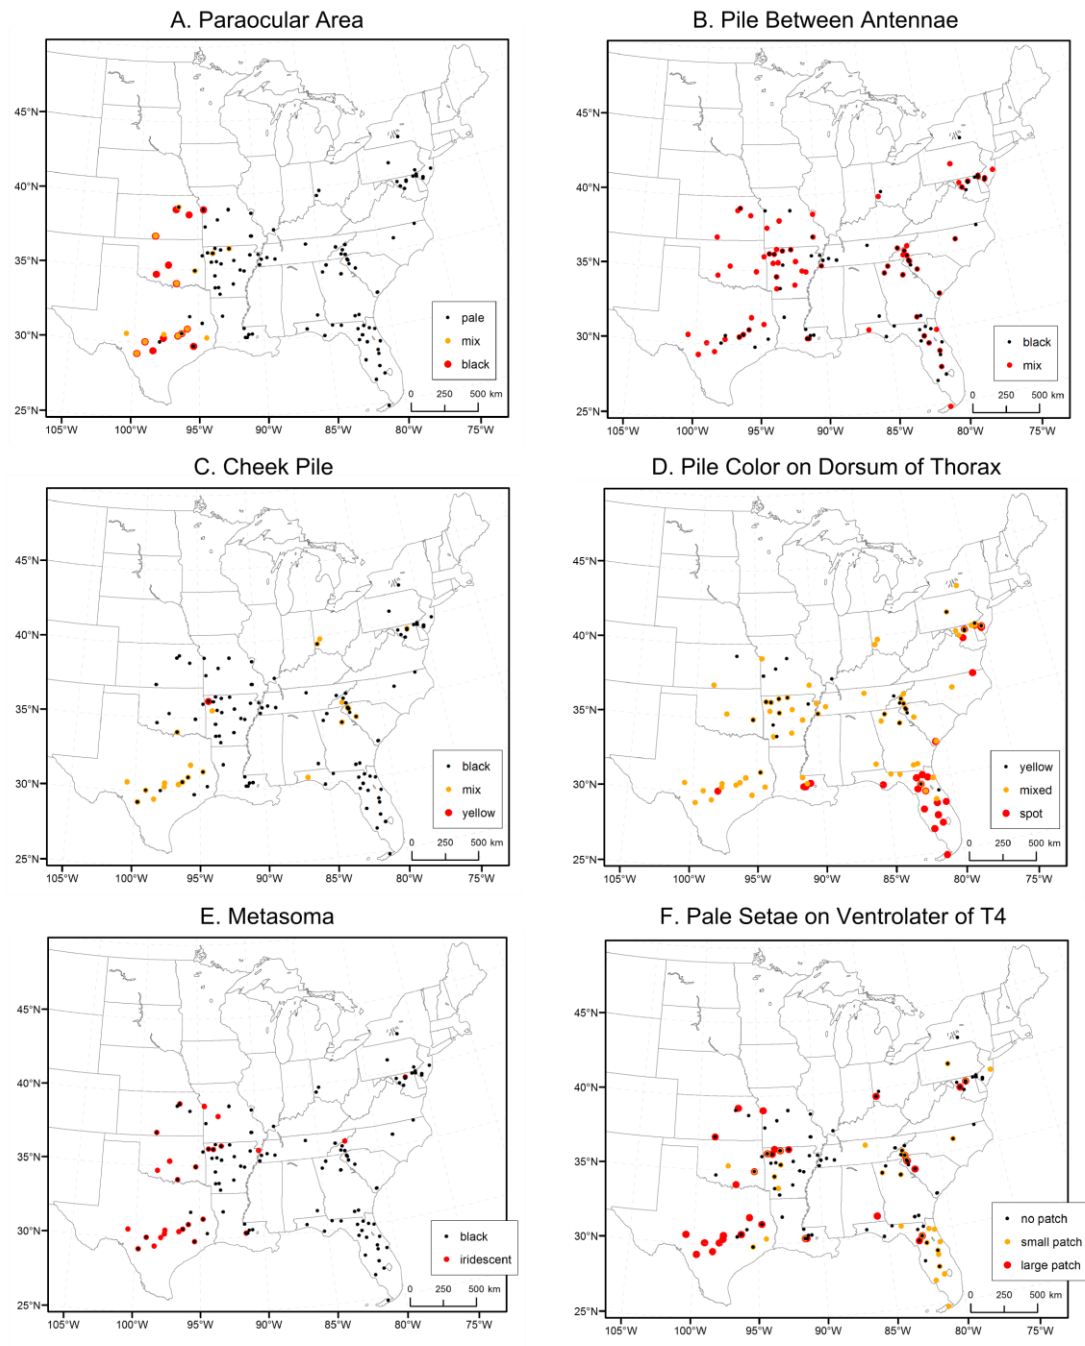 A. Paraocular Area
B. Pile Between Antennae
45°N
40°N
35°N
30°N
25°N
105°W 100°W 95°W 90°W 85°W 80°W 75°W
pale
mix
black
0 250 500 km
45°N
40°N
35°N
30°N
25°N
105°W 100°W 95°W 90°W 85°W 80°W 75°W
black
mix
0 250 500 km
C. Cheek Pile
D. Pile Color on Dorsum of Thorax
45°N
40°N
35°N
30°N
25°N
105°W 100°W 95°W 90°W 85°W 80°W 75°W
black
mix
yellow
0 250 500 km
45°N
40°N
35°N
30°N
25°N
105°W 100°W 95°W 90°W 85°W 80°W 75°W
yellow
mixed
spot
0 250 500 km
E. Metasoma
F. Pale Setae on Ventrolater of T4
45°N
40°N
35°N
30°N
25°N
105°W 100°W 95°W 90°W 85°W 80°W 75°W
black
iridescent
0 250 500 km
45°N
40°N
35°N
30°N
25°N
105°W 100°W 95°W 90°W 85°W 80°W 75°W
no patch
small patch
large patch
0 250 500 km